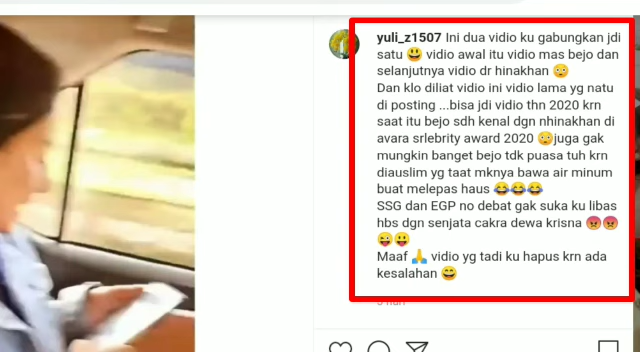 yuli_z1507 Ini dua vidio ku gabungkan jdi
satu 😃 vidio awal itu vidio mas bejo dan
selanjutnya vidio dr hinakhan 😳
Dan klo diliat vidio ini vidio lama yg natu
di posting ...bisa jdi vidio thn 2020 krn
saat itu bejo sdh kenal dgn nhinakhan di
avara srlebrity award 2020 😳juga gak
mungkin banget bejo tdk puasa tuh krn
diauslim yg taat mknya bawa air minum
buat melepas haus 😂😂😂
SSG dan EGP no debat gak suka ku libas
hbs dgn senjata cakra dewa krisna 😡😡
😜😛
Maaf 🙏 vidio yg tadi ku hapus krn ada
kesalahan 😄